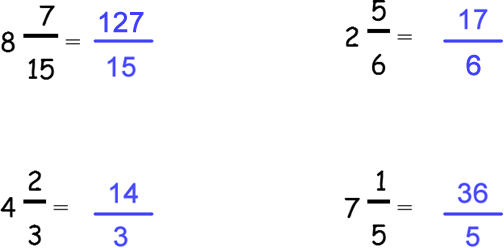 8 7/15 = 127/15
2 5/6 = 17/6
4 2/3 = 14/3
7 1/5 = 36/5